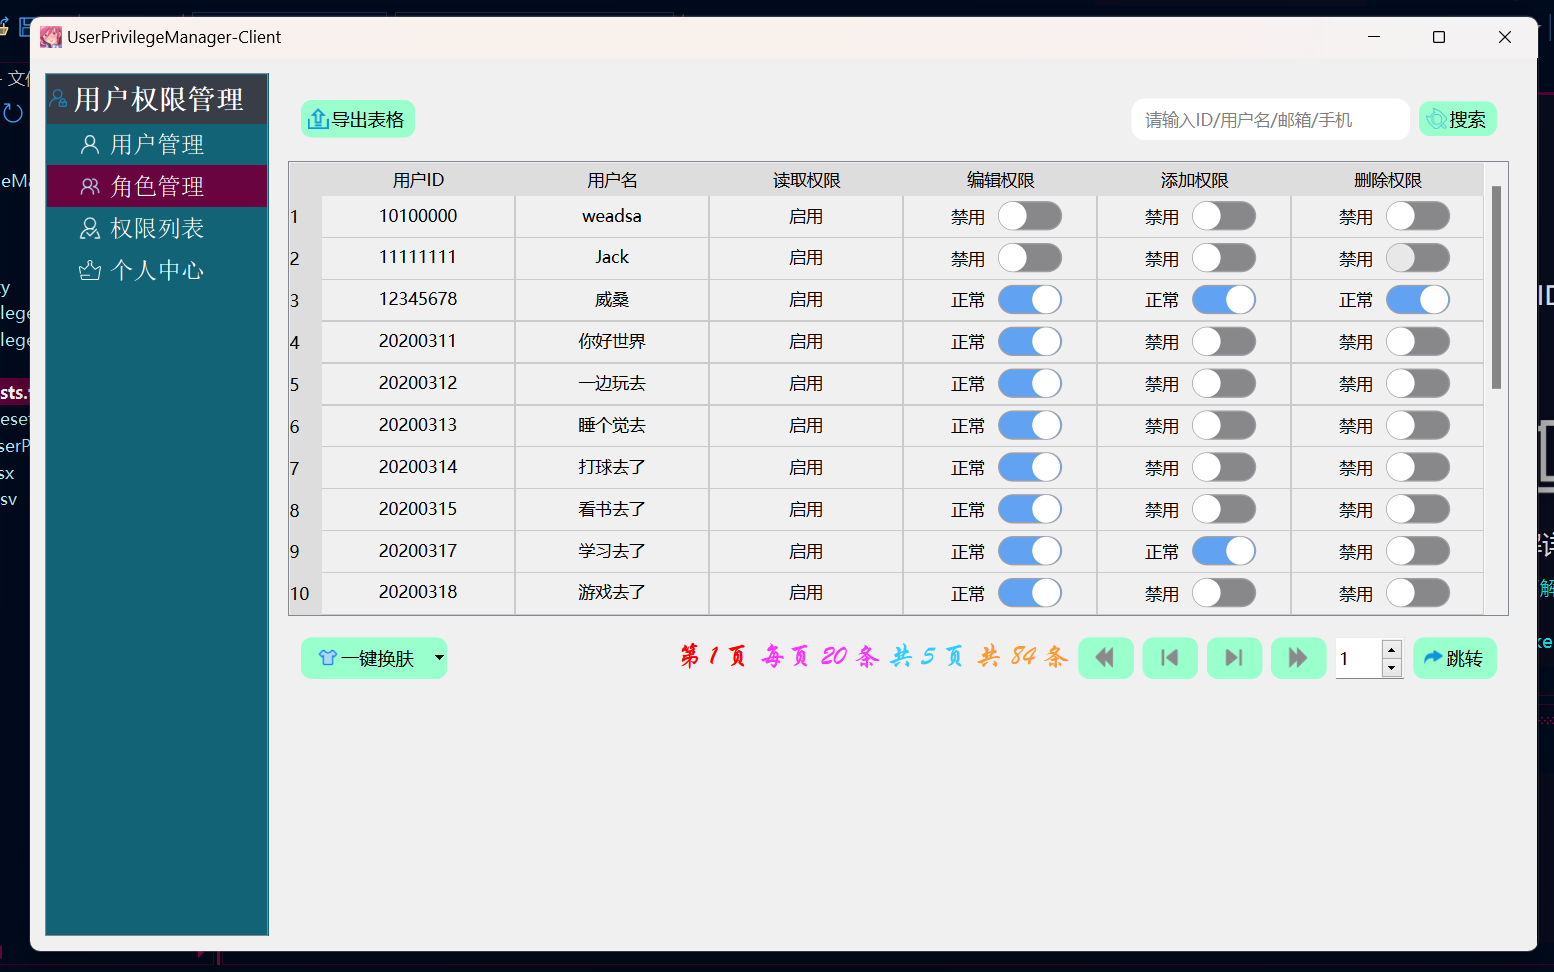 UserPrivilegeManager-Client
用户权限管理
用户管理
角色管理
权限列表
个人中心
导出表格
请输入ID/用户名/邮箱/手机
搜索
用户ID 用户名 读取权限 编辑权限 添加权限 删除权限
1 10100000 weadsa 启用 禁用 禁用 禁用
2 11111111 Jack 启用 禁用 禁用 禁用
3 12345678 威桑 启用 正常 正常 正常
4 20200311 你好世界 启用 正常 禁用 禁用
5 20200312 一边玩去 启用 正常 禁用 禁用
6 20200313 睡个觉去 启用 正常 禁用 禁用
7 20200314 打球去了 启用 正常 禁用 禁用
8 20200315 看书去了 启用 正常 禁用 禁用
9 20200317 学习去了 启用 正常 正常 禁用
10 20200318 游戏去了 启用 正常 禁用 禁用
一键换肤
第 1 页 每页 20 条 共 5 页 共 84 条
1
跳转